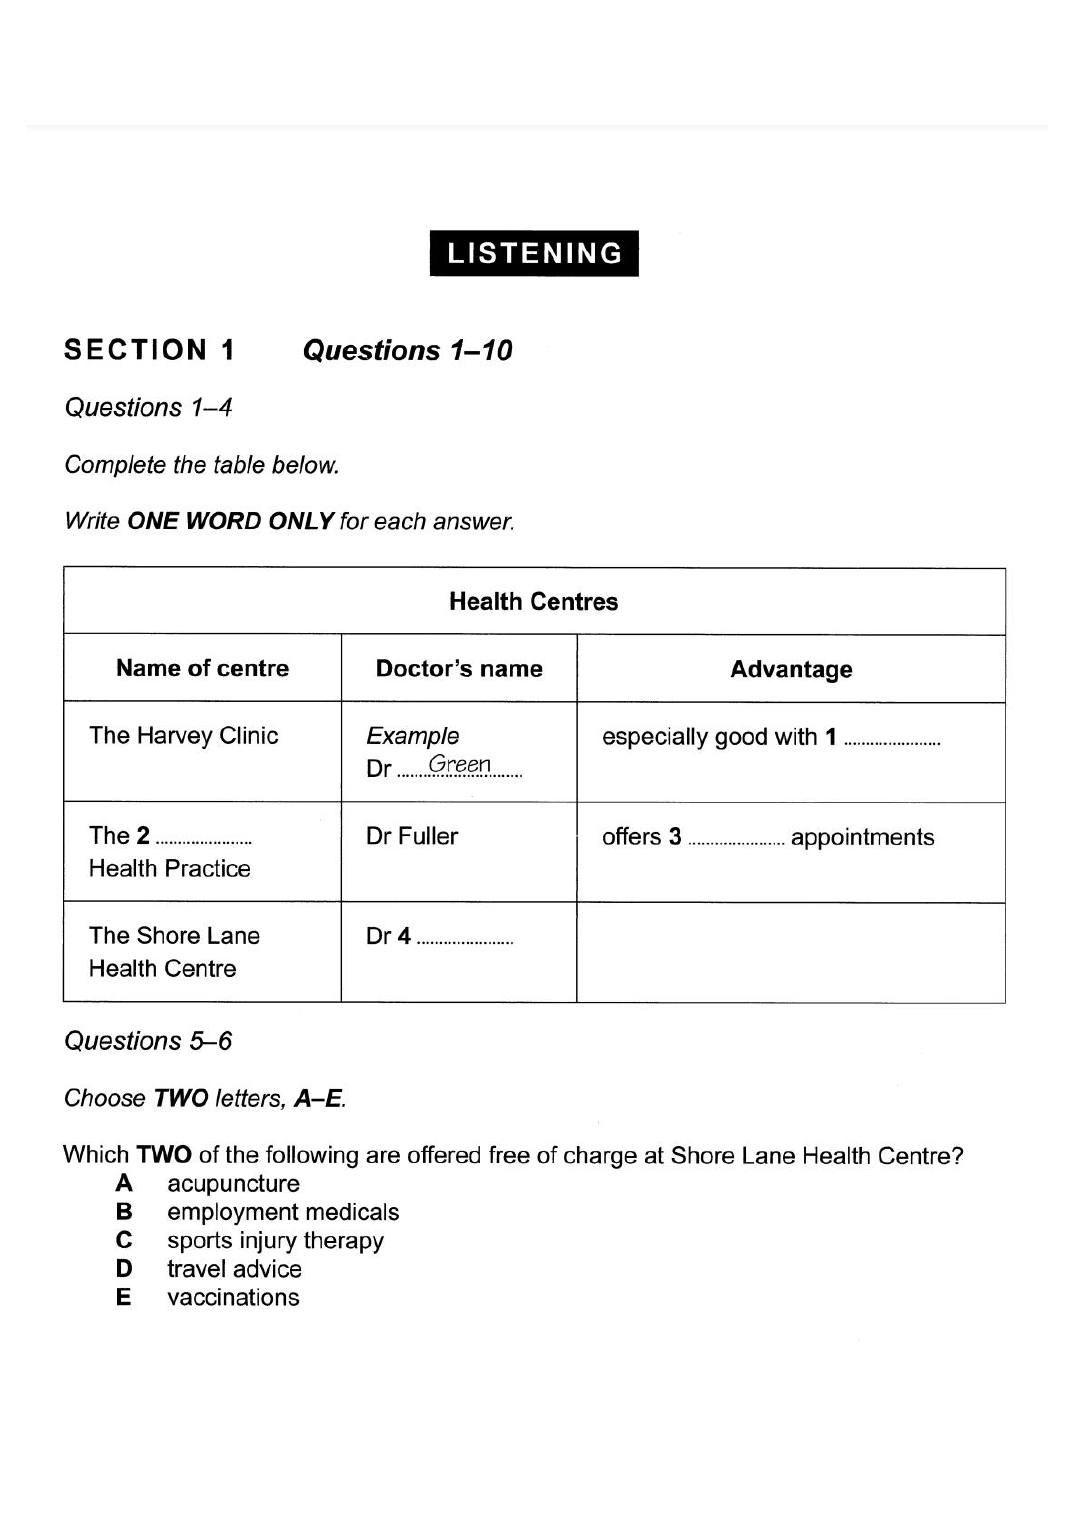 LISTENING
SECTION 1 Questions 1–10
Questions 1–4
Complete the table below.
Write ONE WORD ONLY for each answer.
Health Centres
Name of centre Doctor's name Advantage
The Harvey Clinic Example especially good with 1 ......................
Dr ......Green.......
The 2 ...................... Dr Fuller offers 3 ...................... appointments
Health Practice
The Shore Lane Dr 4 ......................
Health Centre
Questions 5–6
Choose TWO letters, A–E.
Which TWO of the following are offered free of charge at Shore Lane Health Centre?
A acupuncture
B employment medicals
C sports injury therapy
D travel advice
E vaccinations